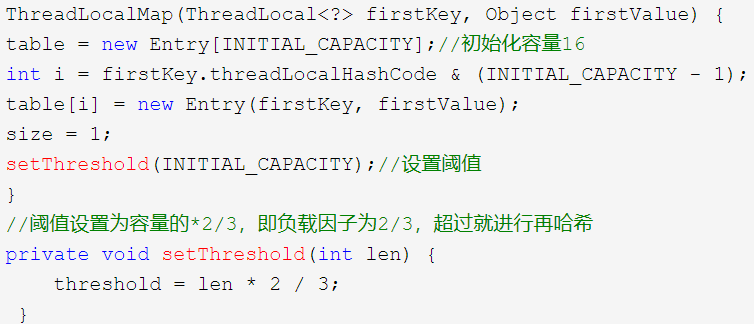 ThreadLocalMap(ThreadLocal<?> firstKey, Object firstValue) {
table = new Entry[INITIAL_CAPACITY];//初始化容量16
int i = firstKey.threadLocalHashCode & (INITIAL_CAPACITY - 1);
table[i] = new Entry(firstKey, firstValue);
size = 1;
setThreshold(INITIAL_CAPACITY);//设置阈值
}
//阈值设置为容量的*2/3，即负载因子为2/3，超过就进行再哈希
private void setThreshold(int len) {
    threshold = len * 2 / 3;
 }